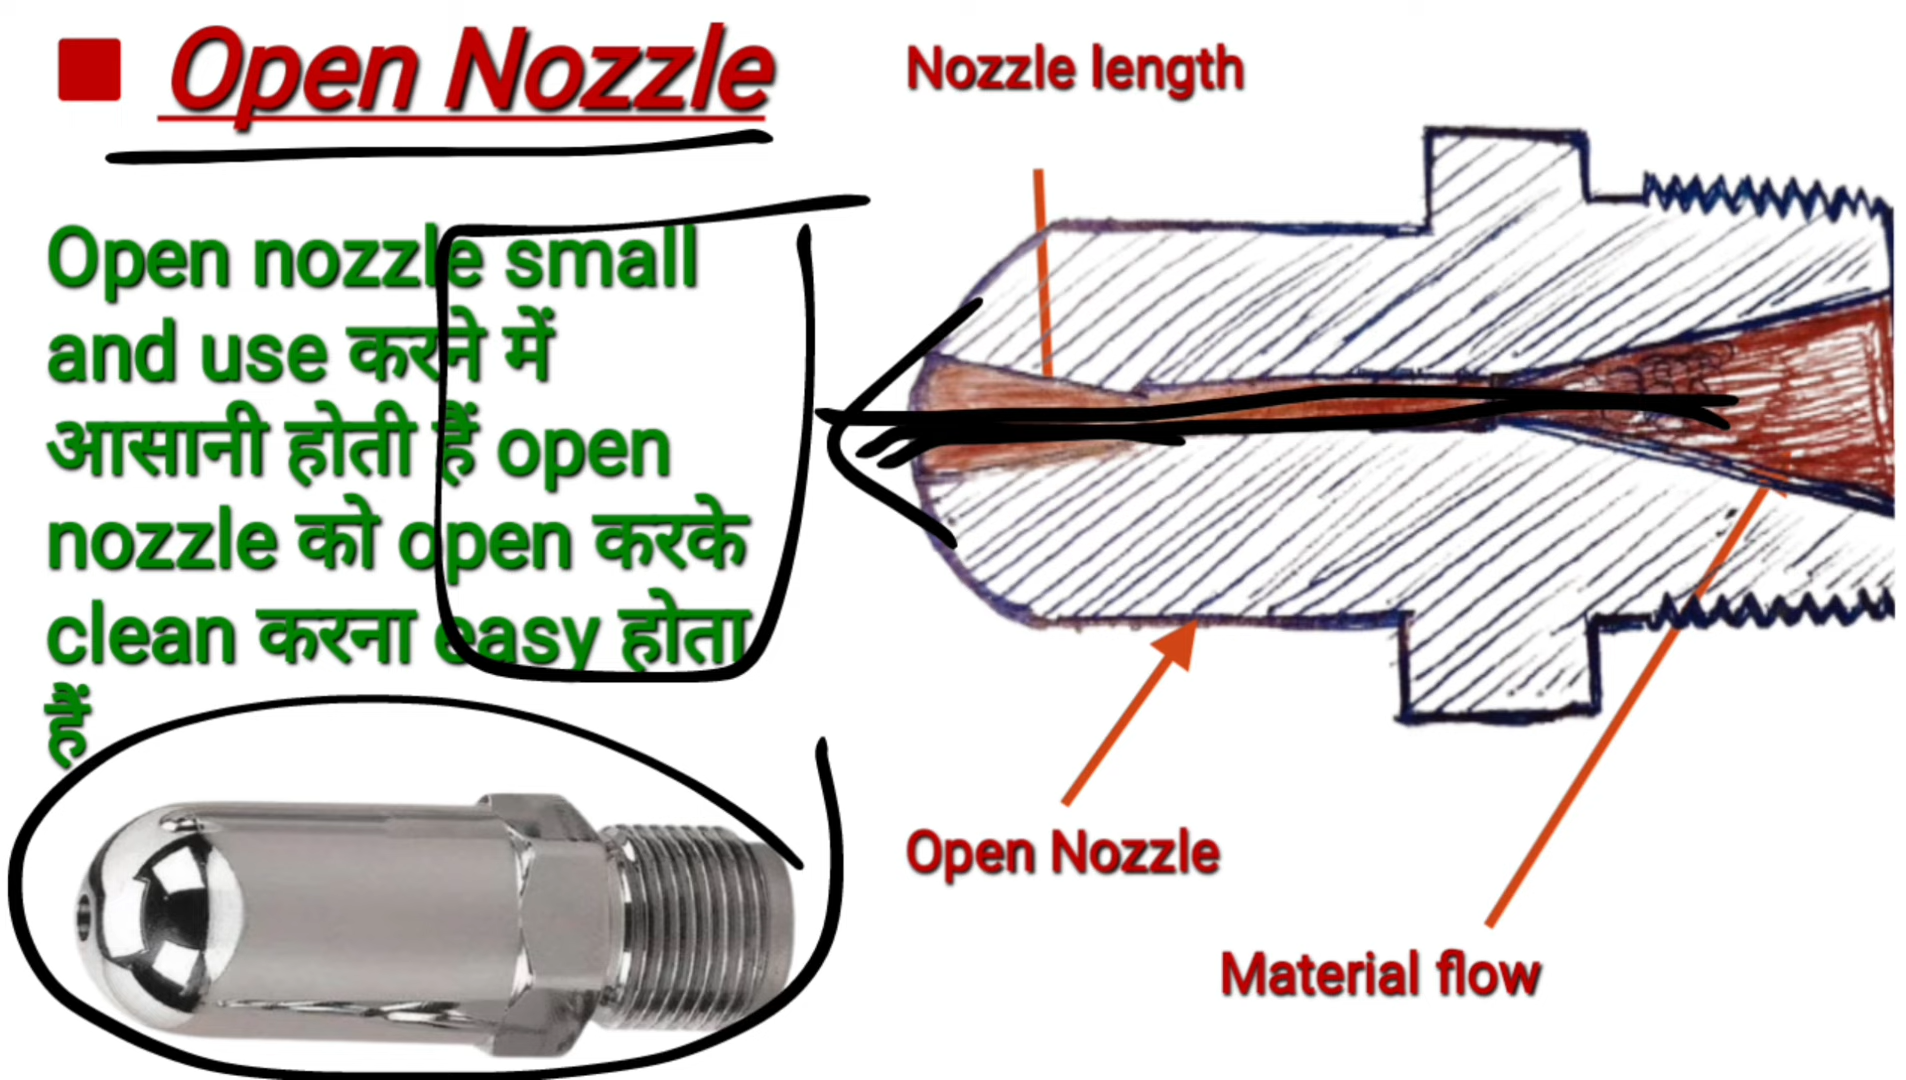 Open Nozzle
Open nozzle small
and use करने में
आसानी होती हैं open
nozzle को open करके
clean करना easy होता
हैं
Nozzle length
Open Nozzle
Material flow